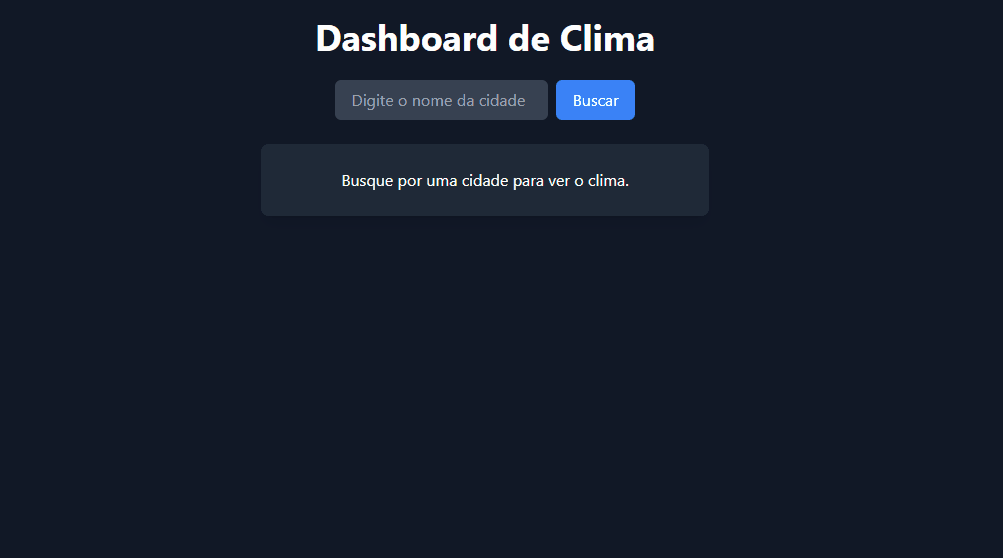 Dashboard de Clima
Digite o nome da cidade
Buscar
Busque por uma cidade para ver o clima.